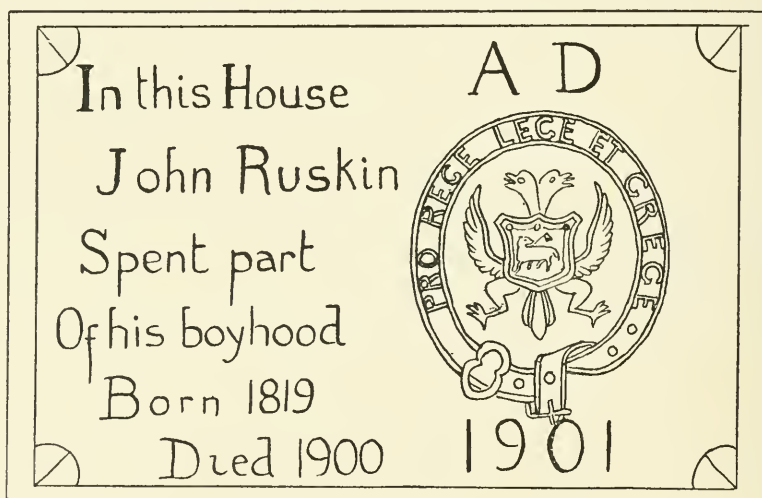 In this House
John Ruskin
Spent part
Of his boyhood
Born 1819
Died 1900
A D
PRO REGE LEGE ET GREGE
1901